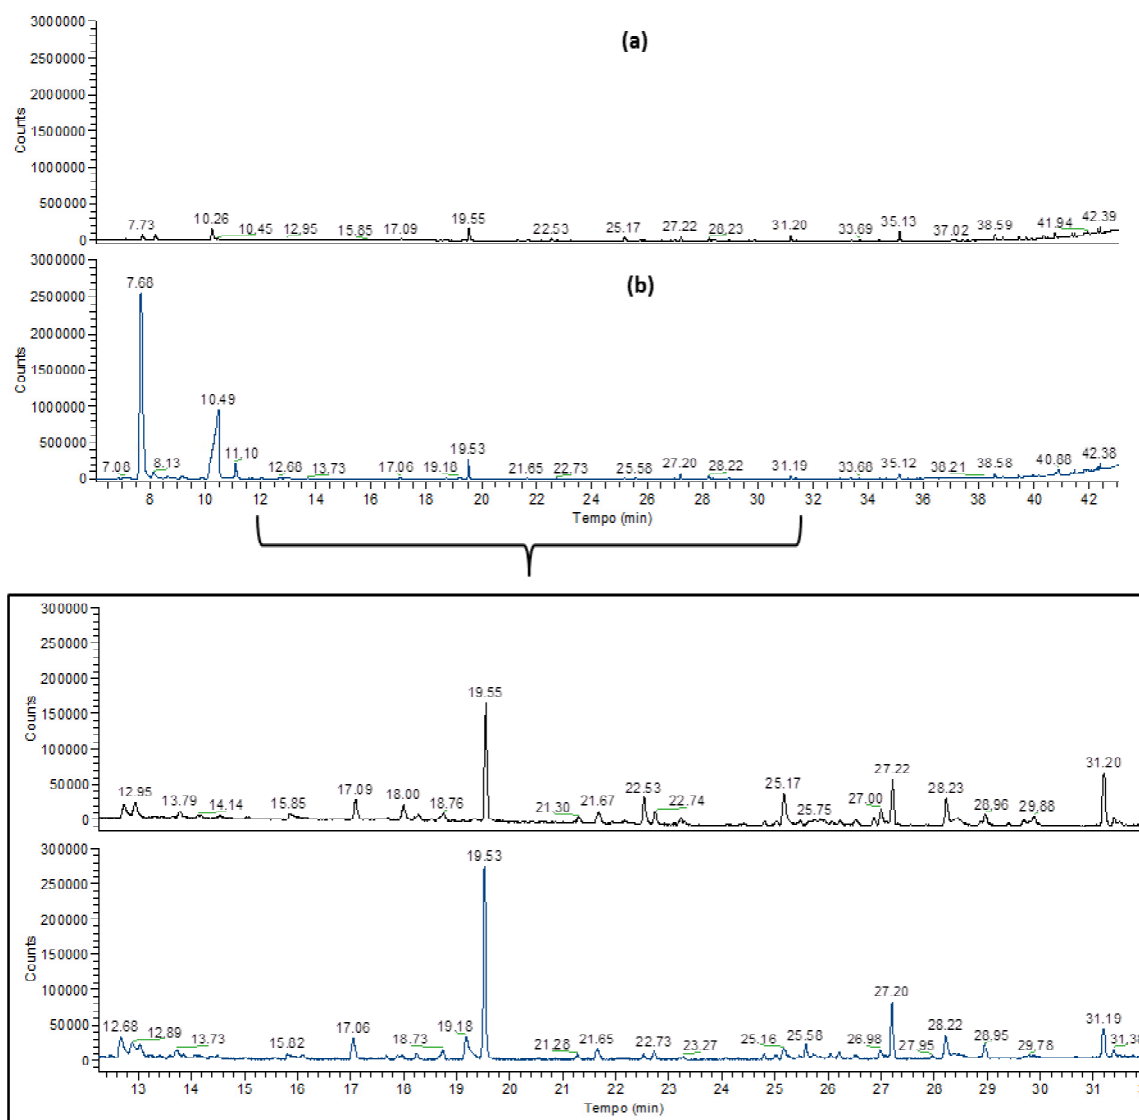 (a)
Counts
3000000
2500000
2000000
1500000
1000000
500000
0
7.73 10.26 10.45 12.95 15.85 17.09 19.55 22.53 25.17 27.22 28.23 31.20 33.69 35.13 37.02 38.59 41.94 42.39
(b)
Counts
3000000
2500000
2000000
1500000
1000000
500000
0
7.08 7.68 8.13 10.49 11.10 12.68 13.73 17.06 19.18 19.53 21.65 22.73 25.58 27.20 28.22 31.19 33.68 35.12 38.21 38.58 40.88 42.38
8 10 12 14 16 18 20 22 24 26 28 30 32 34 36 38 40 42
Tempo (min)
Counts
300000
250000
200000
150000
100000
50000
0
12.95 13.79 14.14 15.85 17.09 18.00 18.76 19.55 21.30 21.67 22.53 22.74 25.17 25.75 27.00 27.22 28.23 28.96 29.88 31.20
Counts
300000
250000
200000
150000
100000
50000
0
12.68 12.89 13.73 15.82 17.06 18.73 19.18 19.53 21.28 21.65 22.73 23.27 25.16 25.58 26.98 27.20 27.95 28.22 28.95 29.78 31.19
13 14 15 16 17 18 19 20 21 22 23 24 25 26 27 28 29 30 31
Tempo (min)